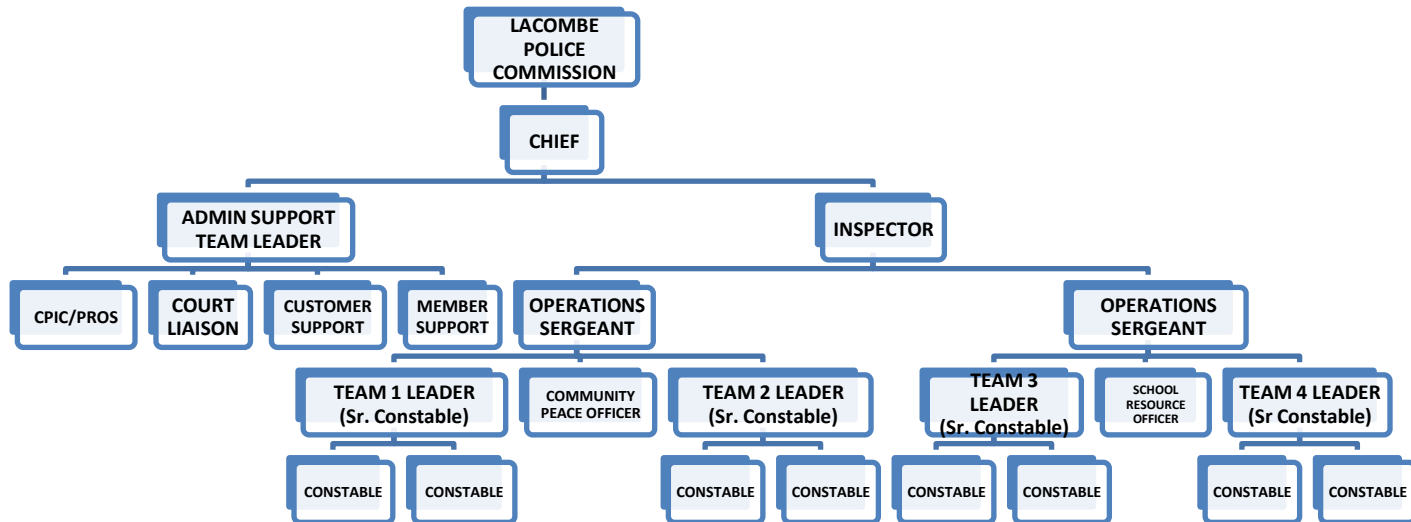 LACOMBE
POLICE
COMMISSION
CHIEF
ADMIN SUPPORT
TEAM LEADER
INSPECTOR
CPIC/PROS
COURT
LIAISON
CUSTOMER
SUPPORT
MEMBER
SUPPORT
OPERATIONS
SERGEANT
OPERATIONS
SERGEANT
TEAM 1 LEADER
(Sr. Constable)
COMMUNITY
PEACE OFFICER
TEAM 2 LEADER
(Sr. Constable)
TEAM 3
LEADER
(Sr. Constable)
SCHOOL
RESOURCE
OFFICER
TEAM 4 LEADER
(Sr Constable)
CONSTABLE
CONSTABLE
CONSTABLE
CONSTABLE
CONSTABLE
CONSTABLE
CONSTABLE
CONSTABLE